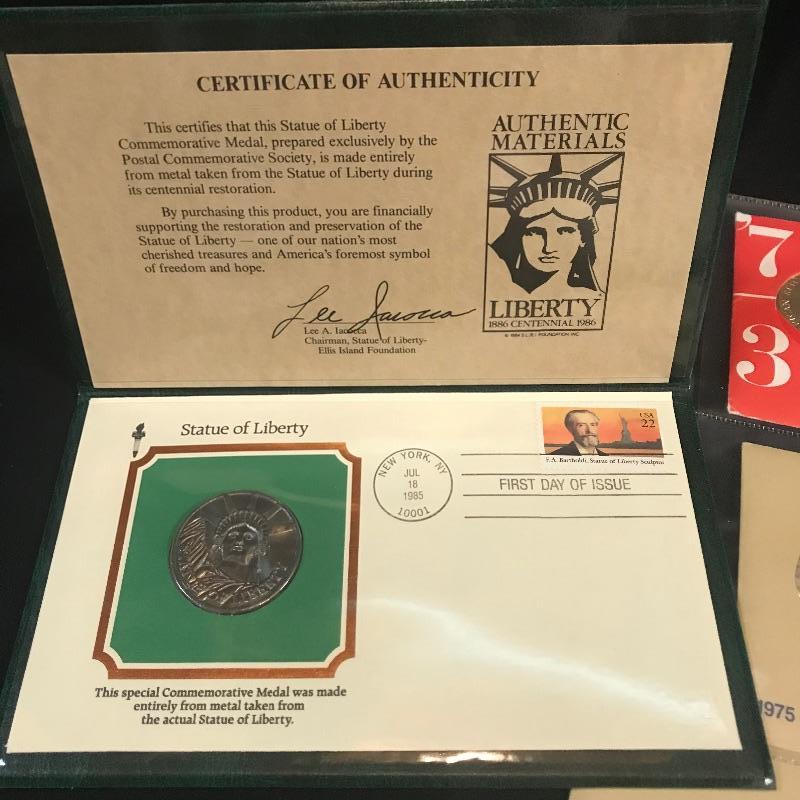 CERTIFICATE OF AUTHENTICITY
This certifies that this Statue of Liberty
Commemorative Medal, prepared exclusively by the
Postal Commemorative Society, is made entirely
from metal taken from the Statue of Liberty during
its centennial restoration.
By purchasing this product, you are financially
supporting the restoration and preservation of the
Statue of Liberty — one of our nation's most
cherished treasures and America's foremost symbol
of freedom and hope.
Lee Iacocca
Lee A. Iacocca
Chairman, Statue of Liberty-
Ellis Island Foundation
AUTHENTIC
MATERIALS
LIBERTY
1886 CENTENNIAL 1986
Statue of Liberty
OF LIBERTY
This special Commemorative Medal was made
entirely from metal taken from
the actual Statue of Liberty.
NEW YORK, NY
JUL
18
1985
10001
USA
22
F.A. Bartholdi, Statue of Liberty Sculptor
FIRST DAY OF ISSUE
'7
3
1975